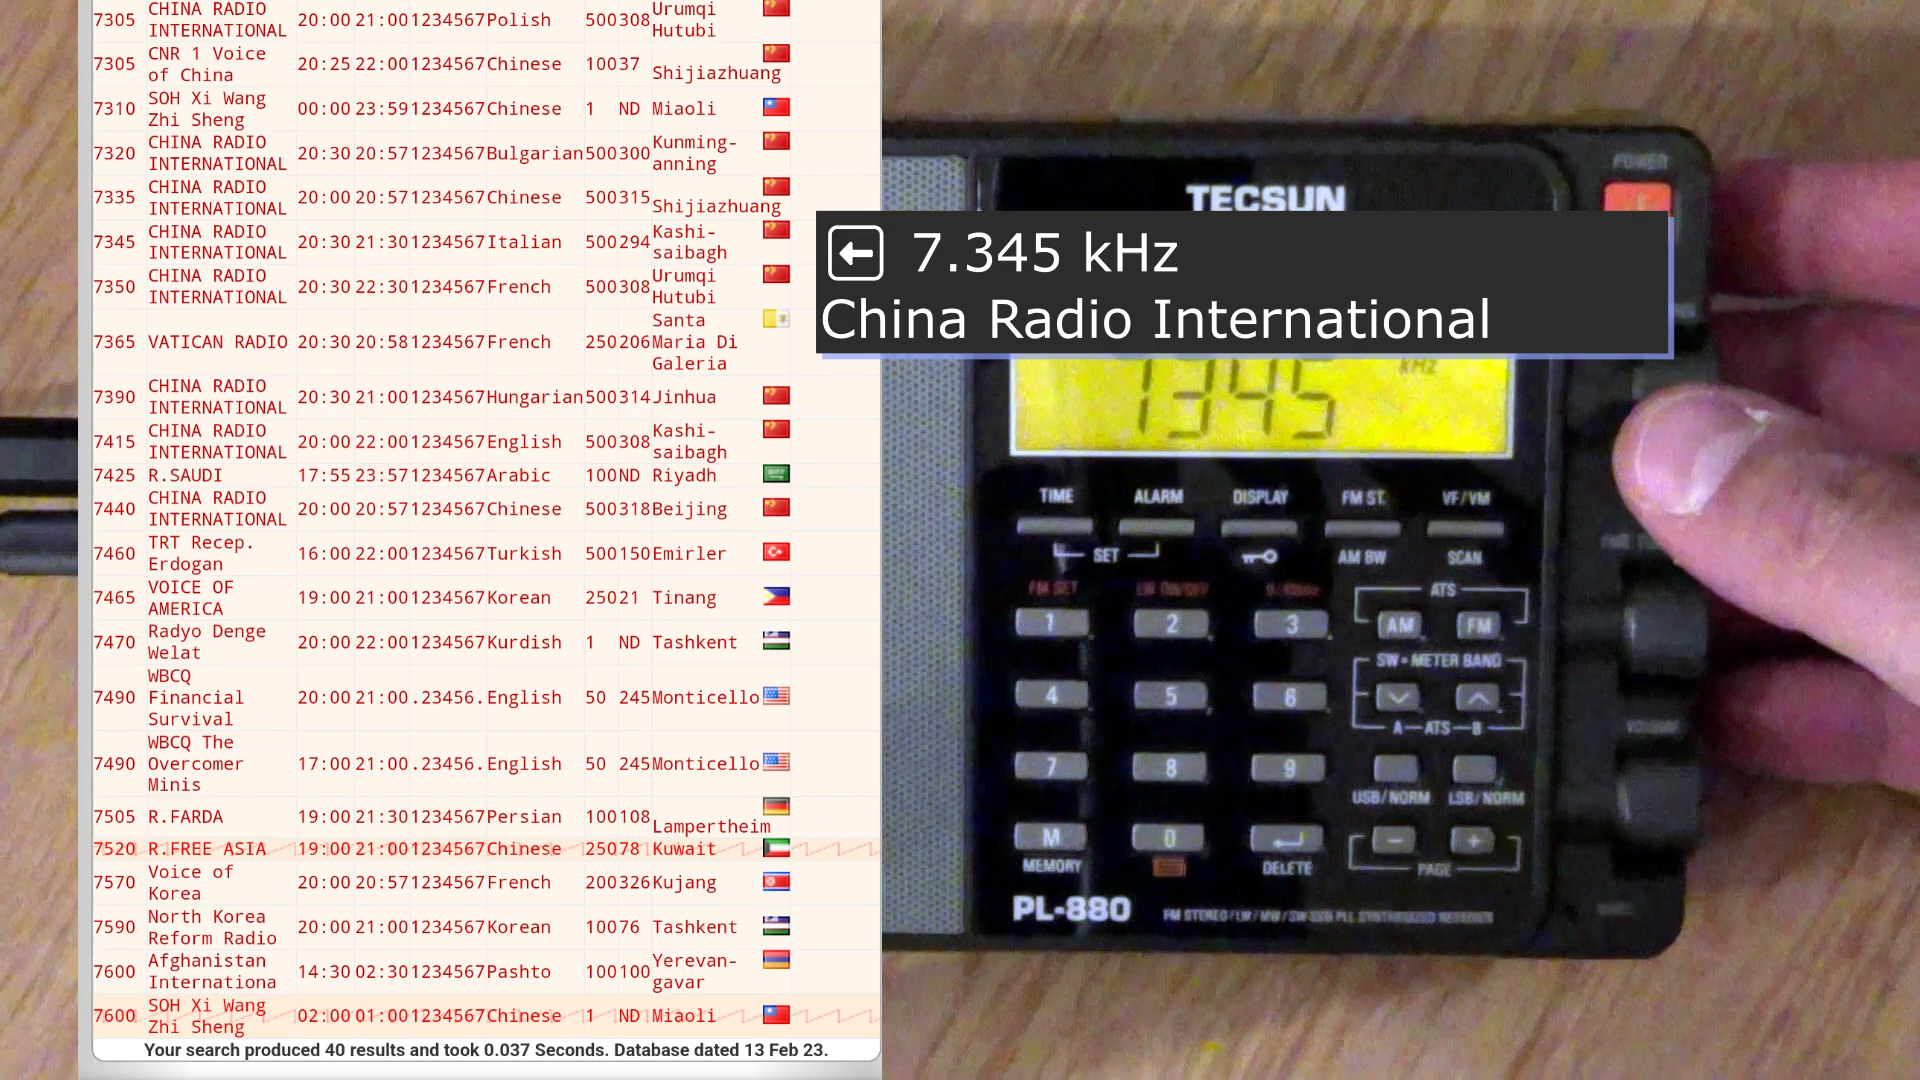 7305 CHINA RADIO INTERNATIONAL 20:00 21:00 1234567 Polish 500 308 Urumqi Hutubi
7305 CNR 1 Voice of China 20:25 22:00 1234567 Chinese 100 37 Shijiazhuang
7310 SOH Xi Wang Zhi Sheng 00:00 23:59 1234567 Chinese 1 ND Miaoli
7320 CHINA RADIO INTERNATIONAL 20:30 20:57 1234567 Bulgarian 500 300 Kunming-anning
7335 CHINA RADIO INTERNATIONAL 20:00 20:57 1234567 Chinese 500 315 Shijiazhuang
7345 CHINA RADIO INTERNATIONAL 20:30 21:30 1234567 Italian 500 294 Kashi-saibagh
7350 CHINA RADIO INTERNATIONAL 20:30 22:30 1234567 French 500 308 Urumqi Hutubi
7365 VATICAN RADIO 20:30 20:58 1234567 French 250 206 Santa Maria Di Galeria
7390 CHINA RADIO INTERNATIONAL 20:30 21:00 1234567 Hungarian 500 314 Jinhua
7415 CHINA RADIO INTERNATIONAL 20:00 22:00 1234567 English 500 308 Kashi-saibagh
7425 R.SAUDI 17:55 23:57 1234567 Arabic 100 ND Riyadh
7440 CHINA RADIO INTERNATIONAL 20:00 20:57 1234567 Chinese 500 318 Beijing
7460 TRT Recep. Erdogan 16:00 22:00 1234567 Turkish 500 150 Emirler
7465 VOICE OF AMERICA 19:00 21:00 1234567 Korean 250 21 Tinang
7470 Radyo Denge Welat 20:00 22:00 1234567 Kurdish 1 ND Tashkent
7490 WBCQ Financial Survival 20:00 21:00 .23456. English 50 245 Monticello
7490 WBCQ The Overcomer Minis 17:00 21:00 .23456. English 50 245 Monticello
7505 R.FARDA 19:00 21:30 1234567 Persian 100 108 Lampertheim
7520 R.FREE ASIA 19:00 21:00 1234567 Chinese 250 78 Kuwait
7570 Voice of Korea 20:00 20:57 1234567 French 200 326 Kujang
7590 North Korea Reform Radio 20:00 21:00 1234567 Korean 100 76 Tashkent
7600 Afghanistan Internationa 14:30 02:30 1234567 Pashto 100 100 Yerevan-gavar
7600 SOH Xi Wang Zhi Sheng 02:00 01:00 1234567 Chinese 1 ND Miaoli
Your search produced 40 results and took 0.037 Seconds. Database dated 13 Feb 23.
POWER
TECSUN
7.345 kHz
China Radio International
7345 kHz
TIME ALARM DISPLAY FM ST. VF/VM
SET AM BW SCAN
FM SET
ATS
1 2 3 AM FM
SW • METER BAND
4 5 6
A—ATS—B
7 8 9
USB/NORM LSB/NORM
M 0 - +
MEMORY DELETE PAGE
PL-880 FM STEREO/LW/MW/SW-SSB PLL SYNTHESIZED RECEIVER